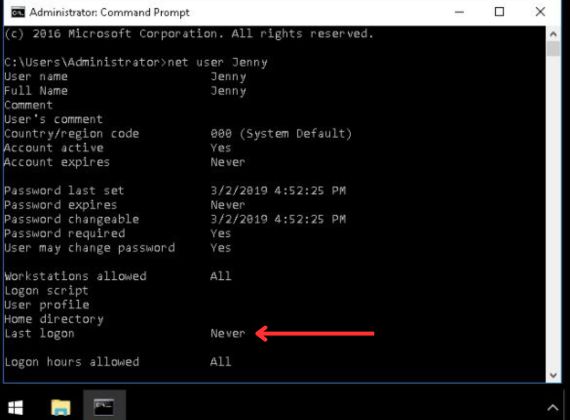 Administrator: Command Prompt
(c) 2016 Microsoft Corporation. All rights reserved.
C:\Users\Administrator>net user Jenny
User name                    Jenny
Full Name                    Jenny
Comment
User's comment
Country/region code          000 (System Default)
Account active               Yes
Account expires              Never
Password last set            3/2/2019 4:52:25 PM
Password expires             Never
Password changeable          3/2/2019 4:52:25 PM
Password required            Yes
User may change password     Yes
Workstations allowed         All
Logon script
User profile
Home directory
Last logon                   Never
Logon hours allowed          All